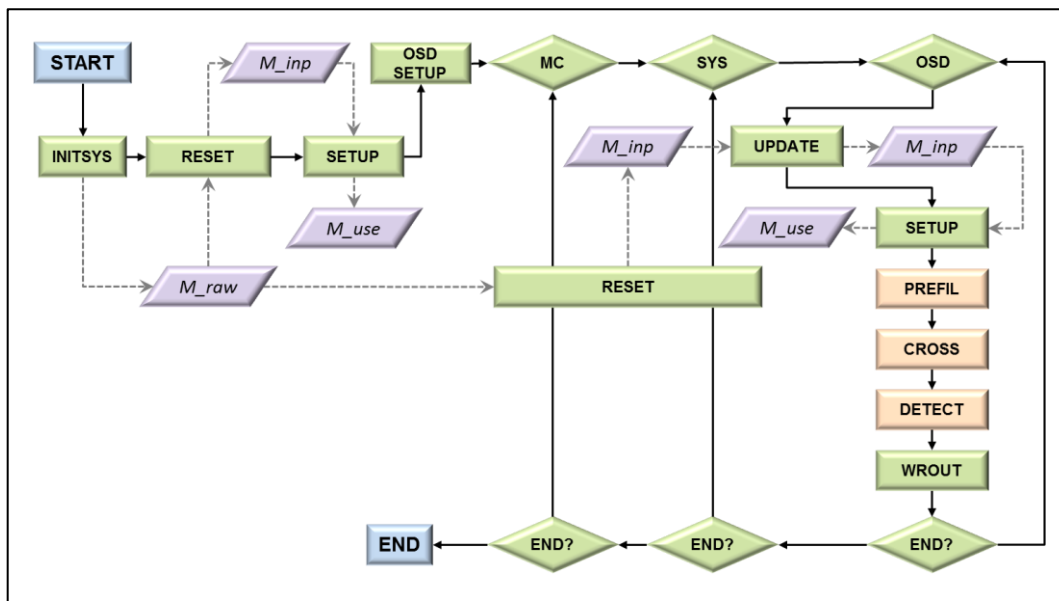 START
M_inp
OSD
SETUP
MC
SYS
OSD
INITSYS
RESET
SETUP
M_inp
UPDATE
M_inp
M_use
M_use
SETUP
M_raw
RESET
PREFIL
CROSS
DETECT
WROUT
END
END?
END?
END?